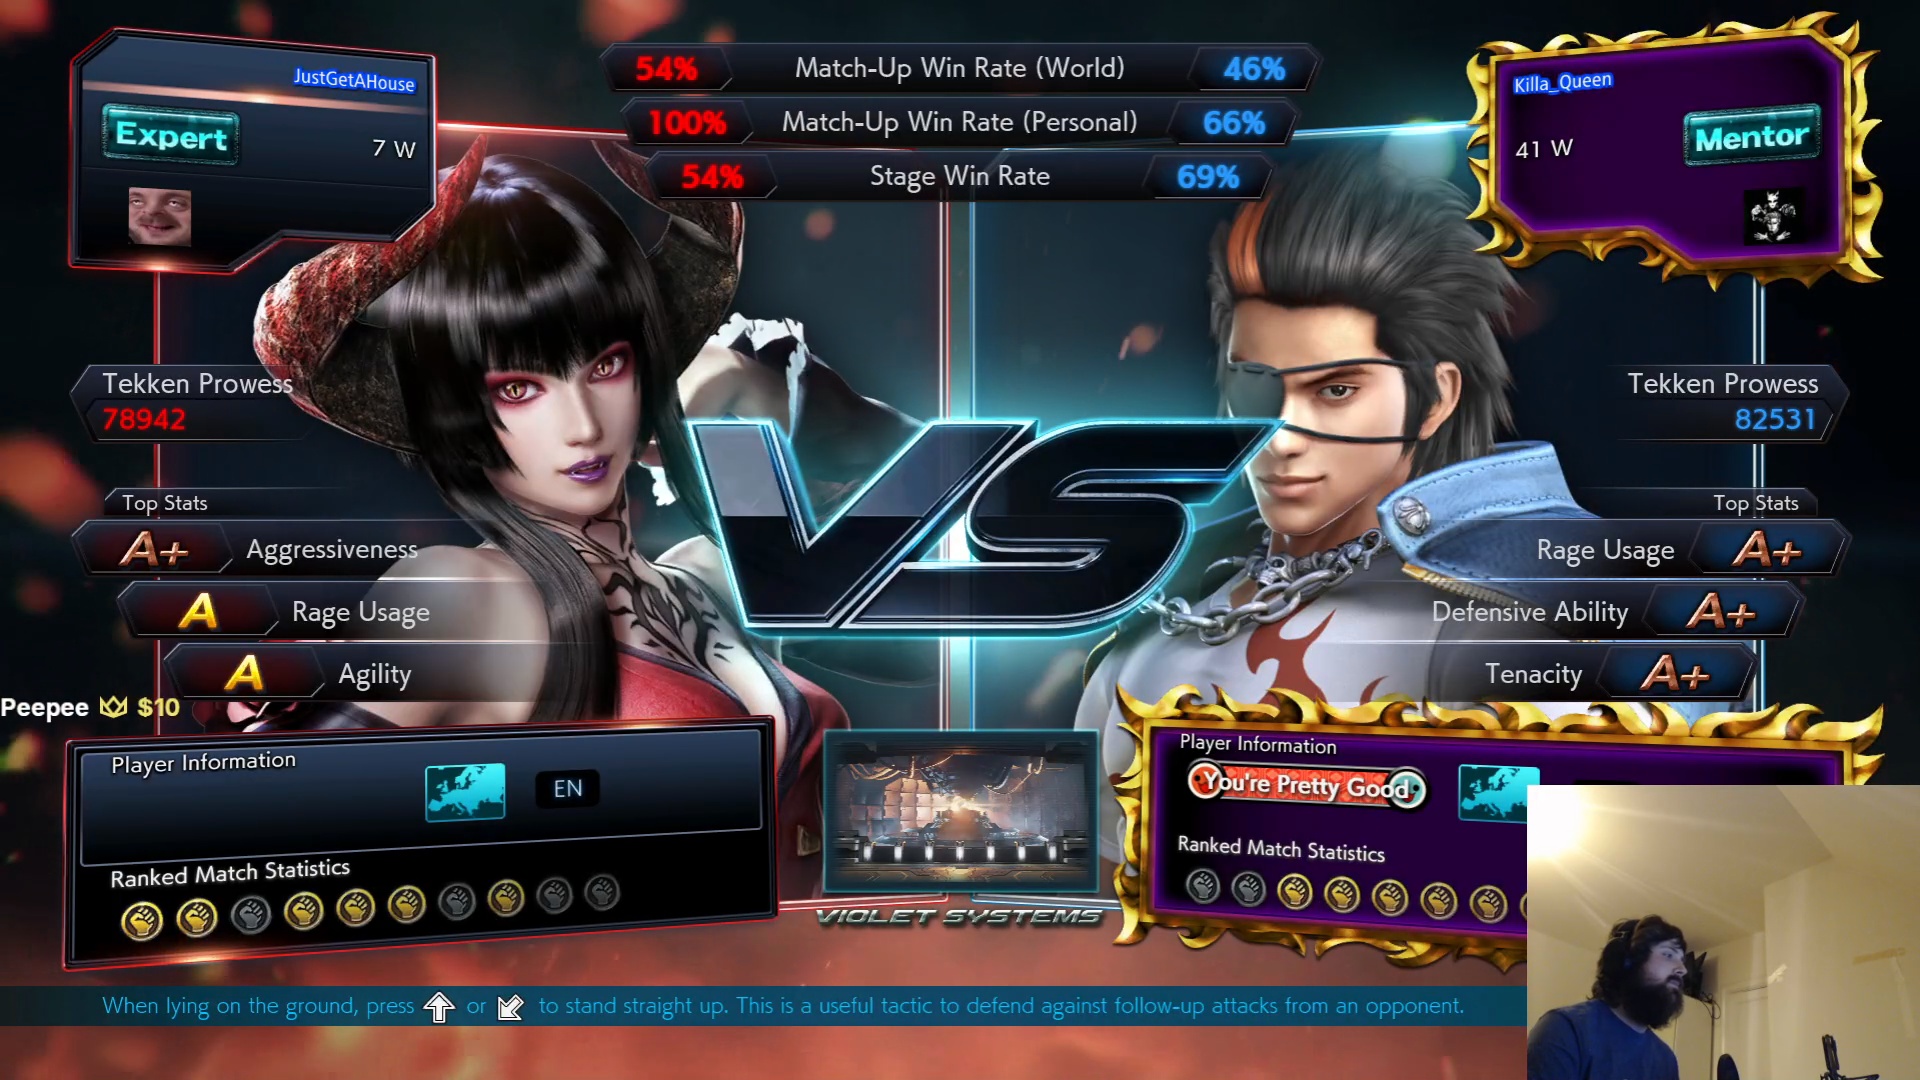 JustGetAHouse
Expert
7 W
54% Match-Up Win Rate (World) 46%
100% Match-Up Win Rate (Personal) 66%
54% Stage Win Rate 69%
Killa_Queen
41 W
Mentor
Tekken Prowess
78942
Tekken Prowess
82531
VS
Top Stats
A+ Aggressiveness
A Rage Usage
A Agility
Top Stats
Rage Usage A+
Defensive Ability A+
Tenacity A+
Peepee $10
Player Information
EN
Ranked Match Statistics
VIOLET SYSTEMS
Player Information
You're Pretty Good
Ranked Match Statistics
When lying on the ground, press or to stand straight up. This is a useful tactic to defend against follow-up attacks from an opponent.